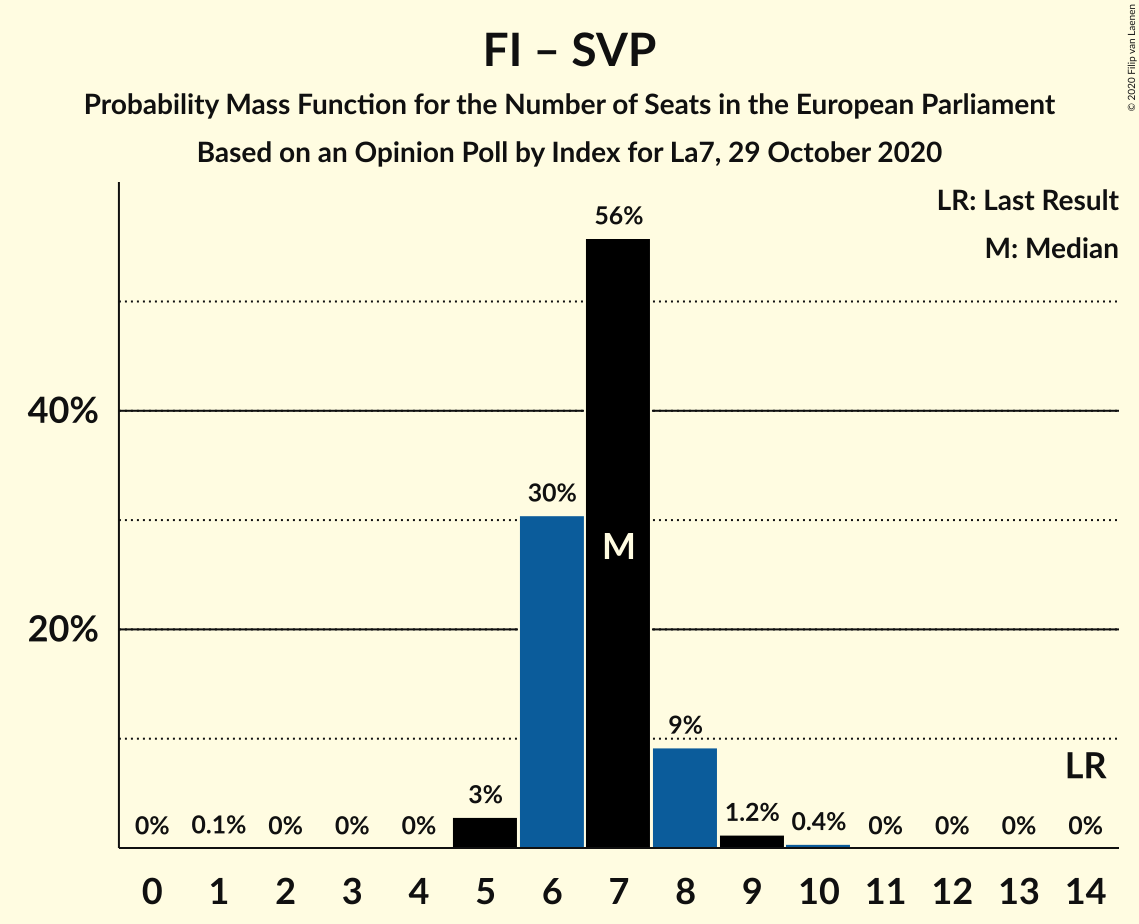 FI – SVP
Probability Mass Function for the Number of Seats in the European Parliament
Based on an Opinion Poll by Index for La7, 29 October 2020
© 2020 Filip van Laenen
LR: Last Result
M: Median
56%
40%
30%
M
20%
9%
LR
3%
1.2%
0.4%
0% 0.1% 0% 0% 0% 0% 0% 0% 0%
0 1 2 3 4 5 6 7 8 9 10 11 12 13 14